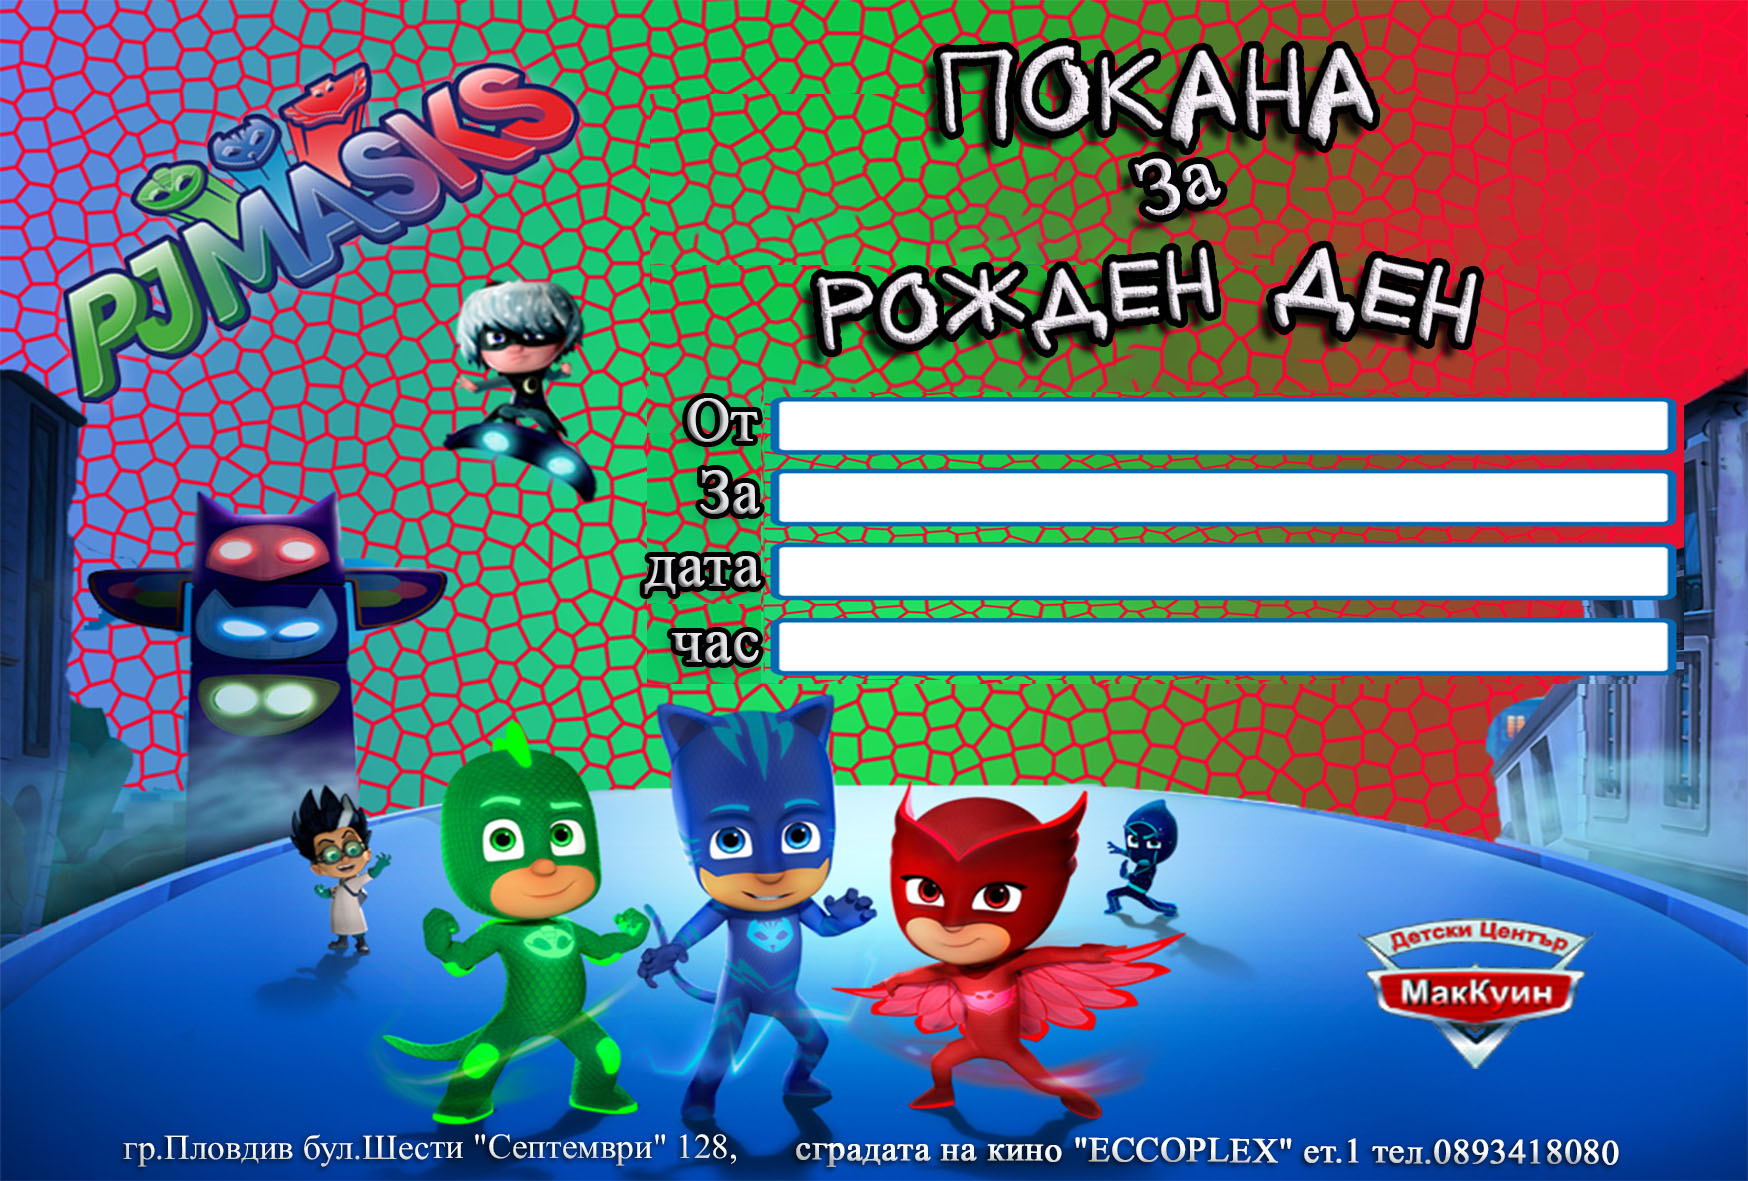 PJMASKS
ПОКАНА
За
РОЖДЕН ДЕН
От
За
дата
час
Детски Център
МакКуин
гр.Пловдив бул.Шести "Септември" 128, сградата на кино "ECCOPLEX" ет.1 тел.0893418080